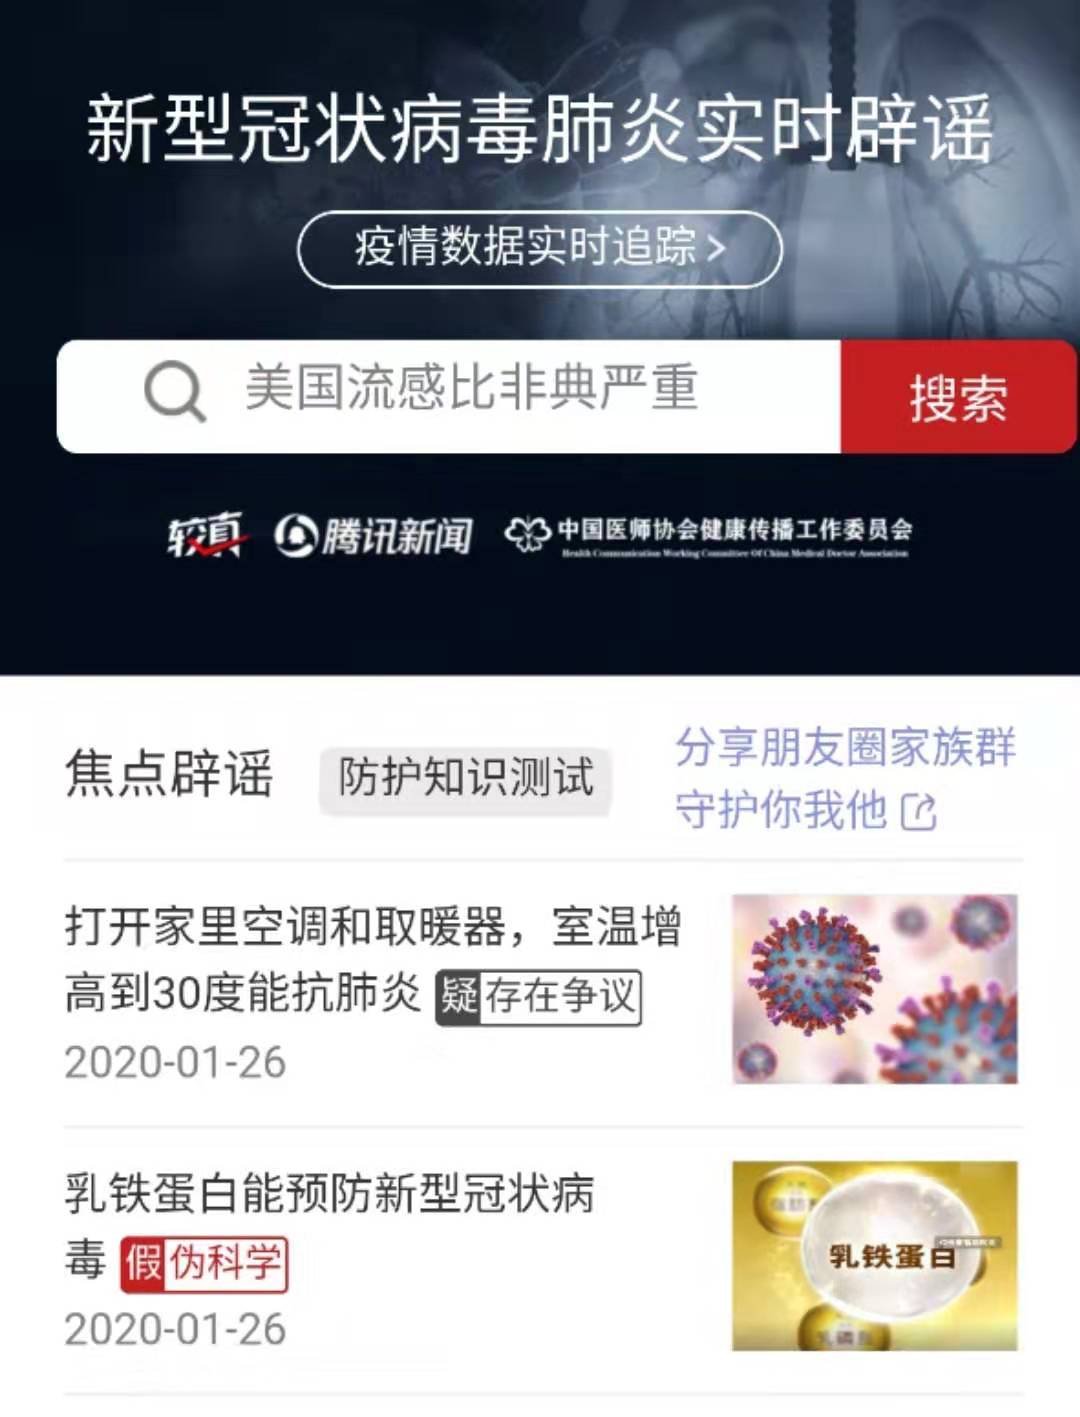 新型冠状病毒肺炎实时辟谣
疫情数据实时追踪 >
美国流感比非典严重
搜索
较真
腾讯新闻
中国医师协会健康传播工作委员会
Health Communication Working Committee Of China Medical Doctor Association
焦点辟谣
防护知识测试
分享朋友圈家族群
守护你我他
打开家里空调和取暖器，室温增
高到30度能抗肺炎 疑 存在争议
2020-01-26
乳铁蛋白能预防新型冠状病
毒 假 伪科学
2020-01-26
乳铁蛋白